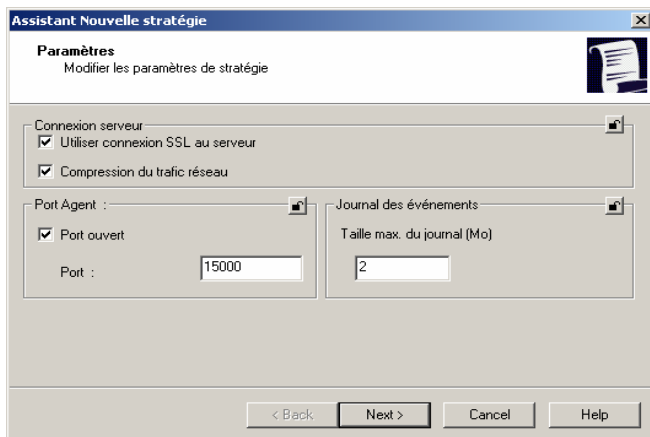 Assistant Nouvelle stratégie
Paramètres
Modifier les paramètres de stratégie
Connexion serveur
Utiliser connexion SSL au serveur
Compression du trafic réseau
Port Agent :
Port ouvert
Port :
15000
Journal des événements
Taille max. du journal (Mo)
2
< Back
Next >
Cancel
Help